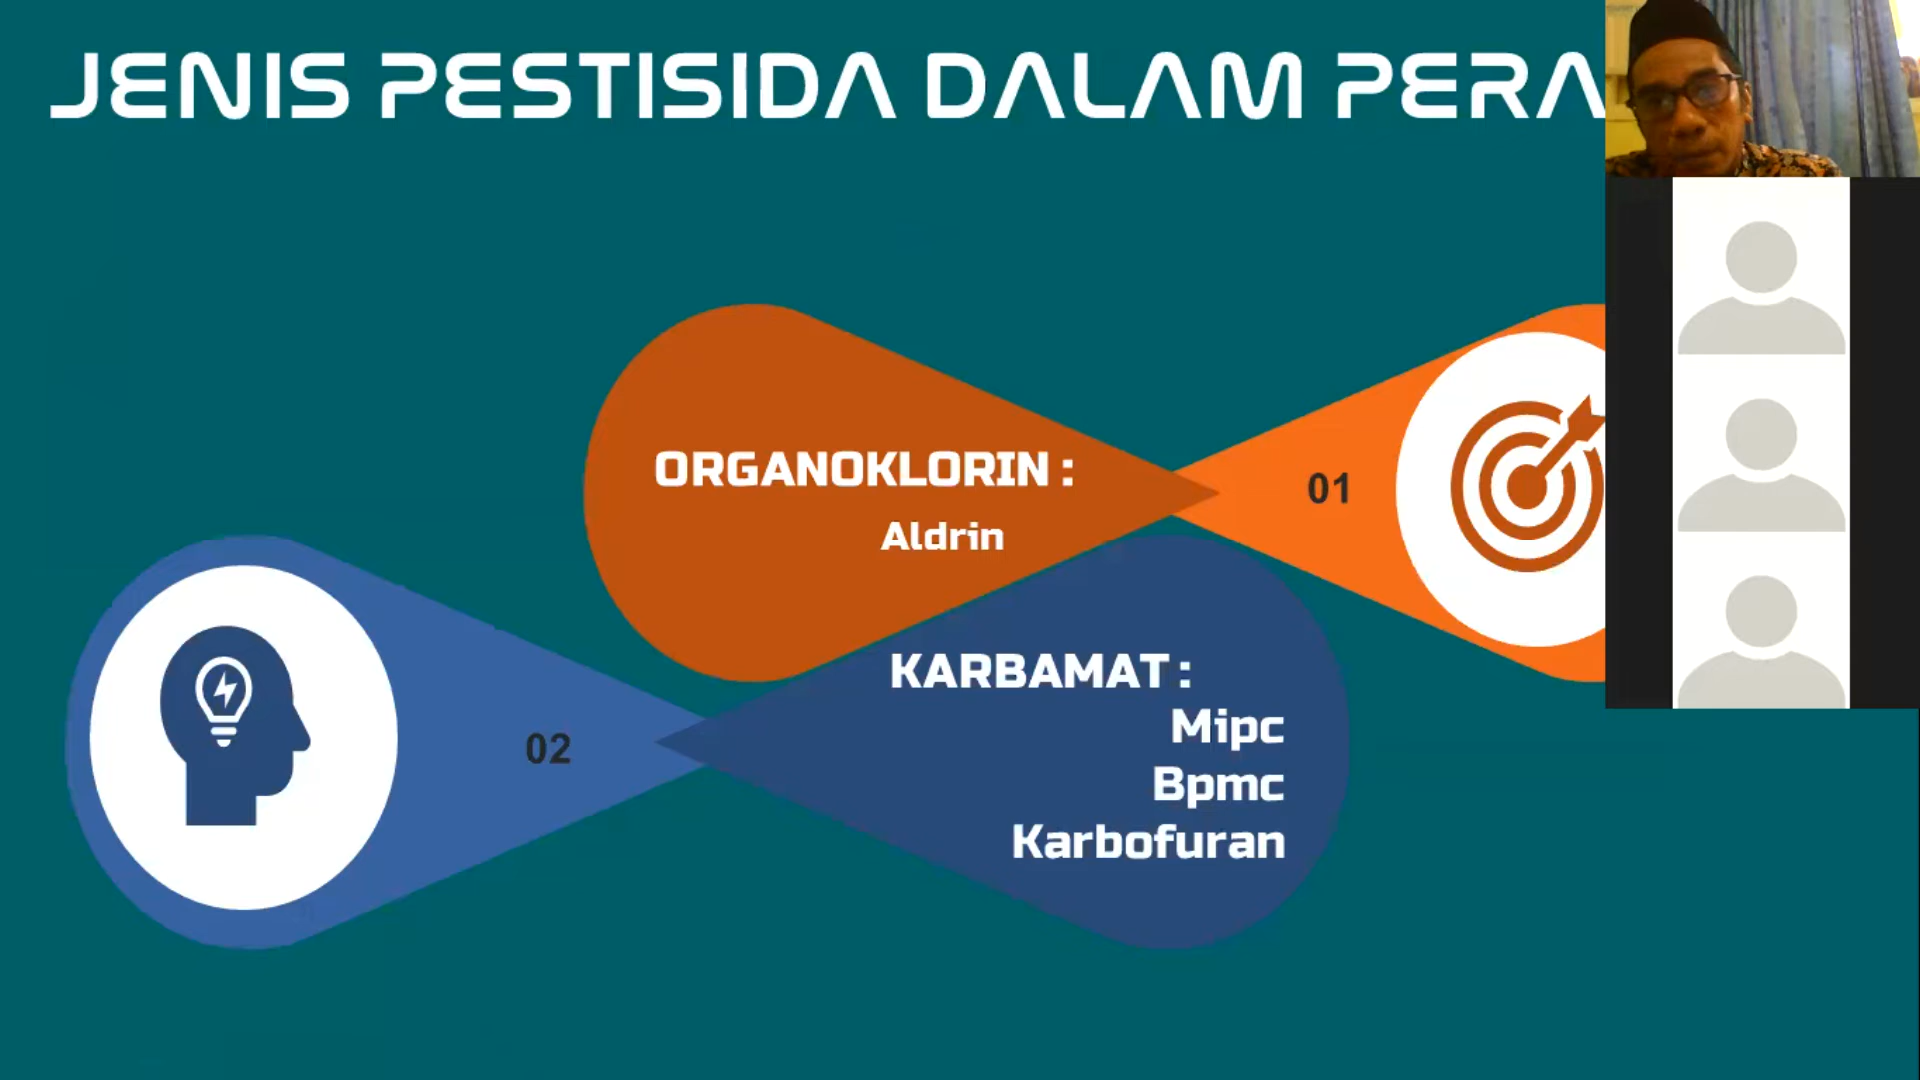 JENIS PESTISIDA DALAM PERA
ORGANOKLORIN :
Aldrin
01
KARBAMAT :
Mipc
Bpmc
Karbofuran
02